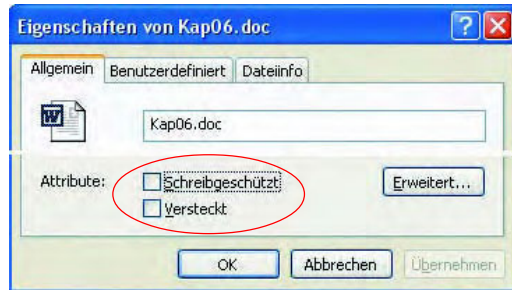 Eigenschaften von Kap06.doc
Allgemein Benutzerdefiniert Dateiinfo
Kap06.doc
Attribute: Schreibgeschützt Erweitert...
Versteckt
OK Abbrechen Übernehmen